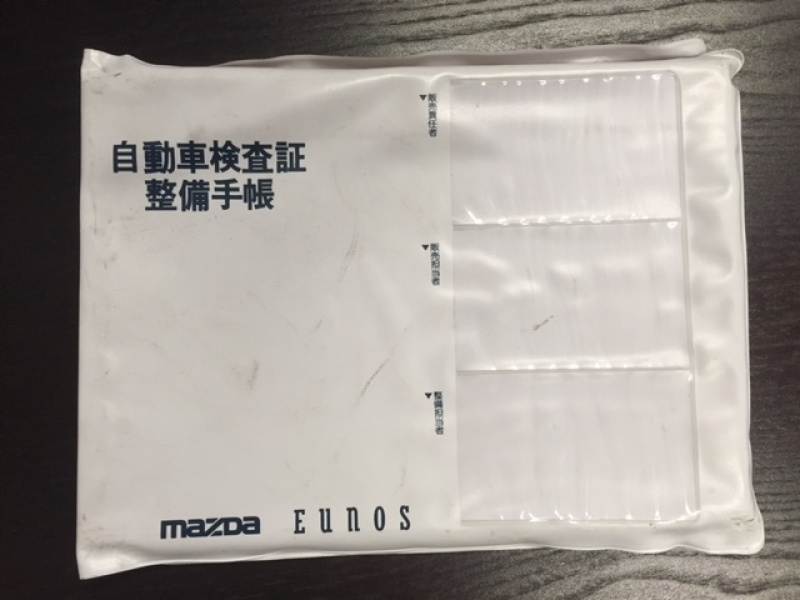 自動車検査証
整備手帳
▼販売責任者
▼販売担当者
▼整備担当者
mazda EUNOS